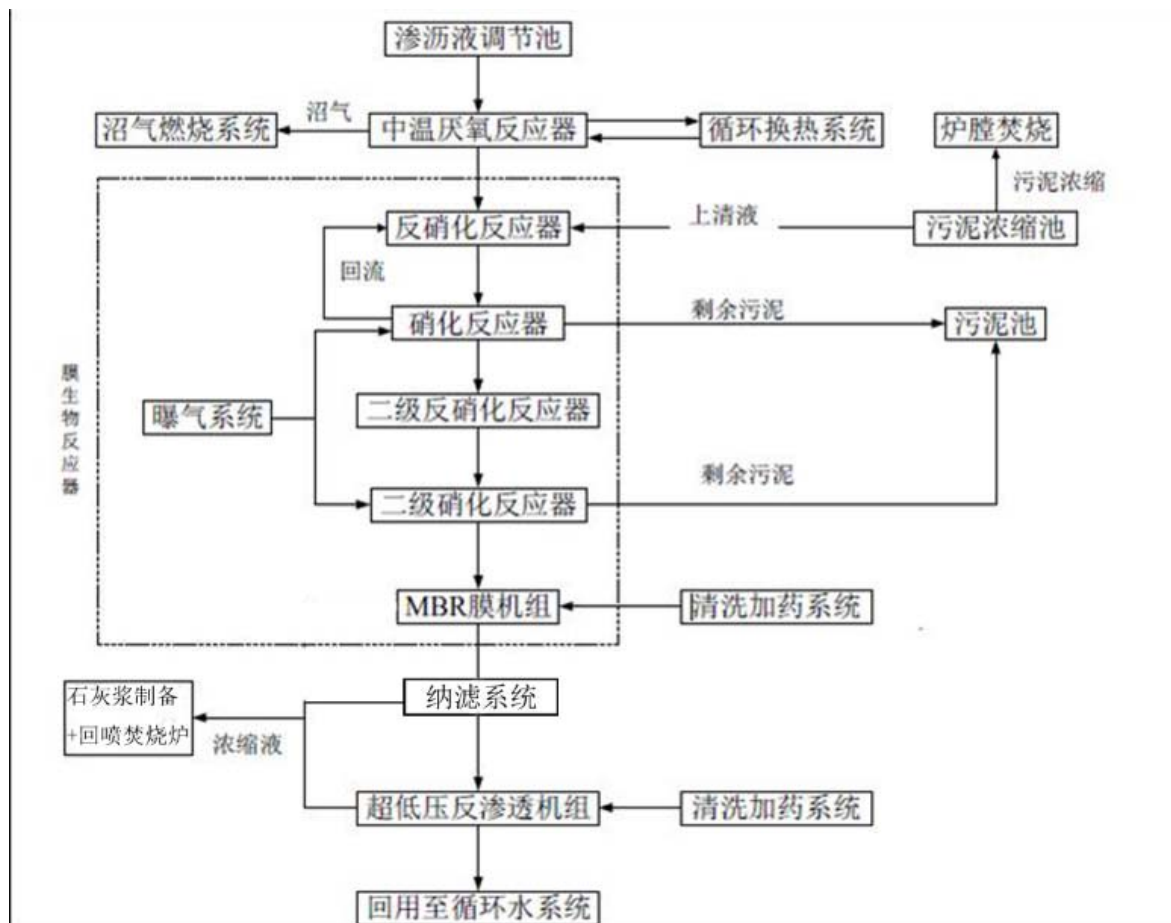 渗沥液调节池
沼气
沼气燃烧系统
中温厌氧反应器
循环换热系统
炉膛焚烧
污泥浓缩
反硝化反应器
上清液
污泥浓缩池
回流
硝化反应器
剩余污泥
污泥池
膜生物反应器
曝气系统
二级反硝化反应器
剩余污泥
二级硝化反应器
MBR膜机组
清洗加药系统
石灰浆制备
+回喷焚烧炉
纳滤系统
浓缩液
超低压反渗透机组
清洗加药系统
回用至循环水系统